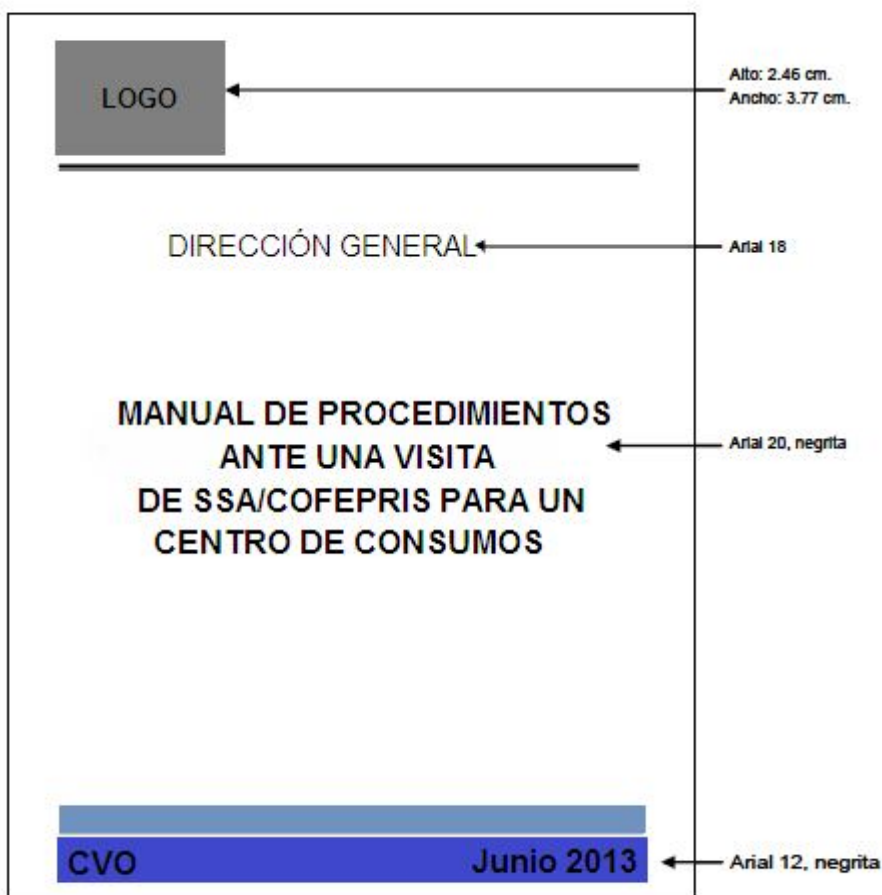 LOGO
Alto: 2.46 cm.
Ancho: 3.77 cm.
DIRECCIÓN GENERAL
Arial 18
MANUAL DE PROCEDIMIENTOS
ANTE UNA VISITA
DE SSA/COFEPRIS PARA UN
CENTRO DE CONSUMOS
Arial 20, negrita
CVO Junio 2013
Arial 12, negrita